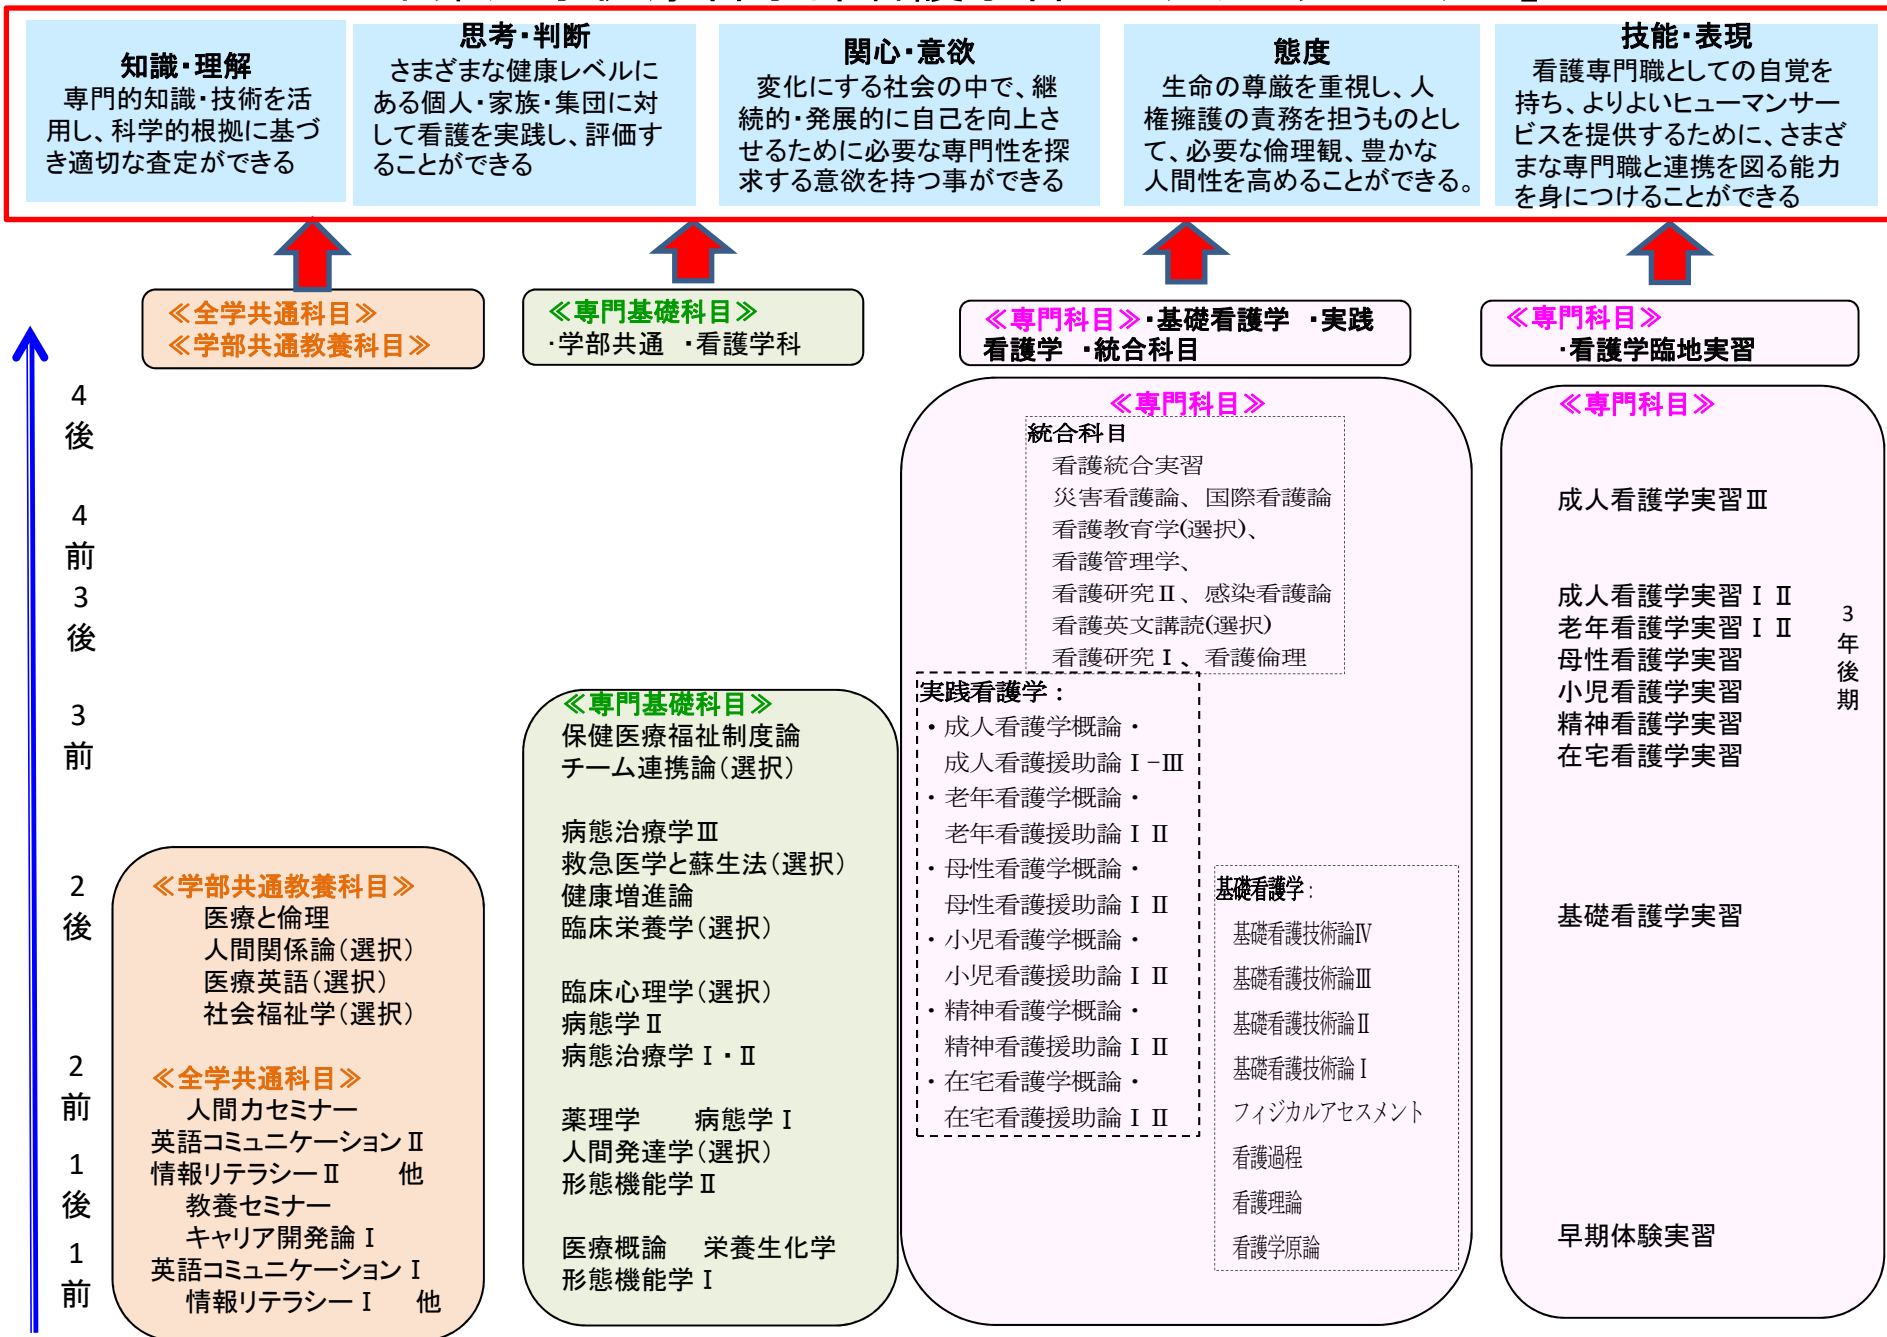 知識・理解
専門的知識・技術を活
用し、科学的根拠に基づ
き適切な査定ができる
思考・判断
さまざまな健康レベルに
ある個人・家族・集団に対
して看護を実践し、評価す
ることができる
関心・意欲
変化にする社会の中で、継
続的・発展的に自己を向上さ
せるために必要な専門性を探
求する意欲を持つ事ができる
態度
生命の尊厳を重視し、人
権擁護の責務を担うものとし
て、必要な倫理観、豊かな
人間性を高めることができる。
技能・表現
看護専門職としての自覚を
持ち、よりよいヒューマンサー
ビスを提供するために、さまざ
まな専門職と連携を図る能力
を身につけることができる
≪全学共通科目≫
≪学部共通教養科目≫
≪専門基礎科目≫
・学部共通 ・看護学科
≪専門科目≫・基礎看護学 ・実践
看護学 ・統合科目
≪専門科目≫
・看護学臨地実習
4
後
4
前
3
後
3
前
2
後
2
前
1
後
1
前
≪学部共通教養科目≫
医療と倫理
人間関係論(選択)
医療英語(選択)
社会福祉学(選択)
≪全学共通科目≫
人間力セミナー
英語コミュニケーションⅡ
情報リテラシーⅡ 他
教養セミナー
キャリア開発論Ⅰ
英語コミュニケーションⅠ
情報リテラシーⅠ 他
≪専門基礎科目≫
保健医療福祉制度論
チーム連携論(選択)
病態治療学Ⅲ
救急医学と蘇生法(選択)
健康増進論
臨床栄養学(選択)
臨床心理学(選択)
病態学Ⅱ
病態治療学Ⅰ・Ⅱ
薬理学 病態学Ⅰ
人間発達学(選択)
形態機能学Ⅱ
医療概論 栄養生化学
形態機能学Ⅰ
≪専門科目≫
統合科目
看護統合実習
災害看護論、国際看護論
看護教育学(選択)、
看護管理学、
看護研究Ⅱ、感染看護論
看護英文講読(選択)
看護研究Ⅰ、看護倫理
実践看護学：
・成人看護学概論・
成人看護援助論Ⅰ-Ⅲ
・老年看護学概論・
老年看護援助論ⅠⅡ
・母性看護学概論・
母性看護援助論ⅠⅡ
・小児看護学概論・
小児看護援助論ⅠⅡ
・精神看護学概論・
精神看護援助論ⅠⅡ
・在宅看護学概論・
在宅看護援助論ⅠⅡ
基礎看護学：
基礎看護技術論Ⅳ
基礎看護技術論Ⅲ
基礎看護技術論Ⅱ
基礎看護技術論Ⅰ
フィジカルアセスメント
看護過程
看護理論
看護学原論
≪専門科目≫
成人看護学実習Ⅲ
成人看護学実習ⅠⅡ
老年看護学実習ⅠⅡ
母性看護学実習
小児看護学実習
精神看護学実習
在宅看護学実習
3
年
後
期
基礎看護学実習
早期体験実習